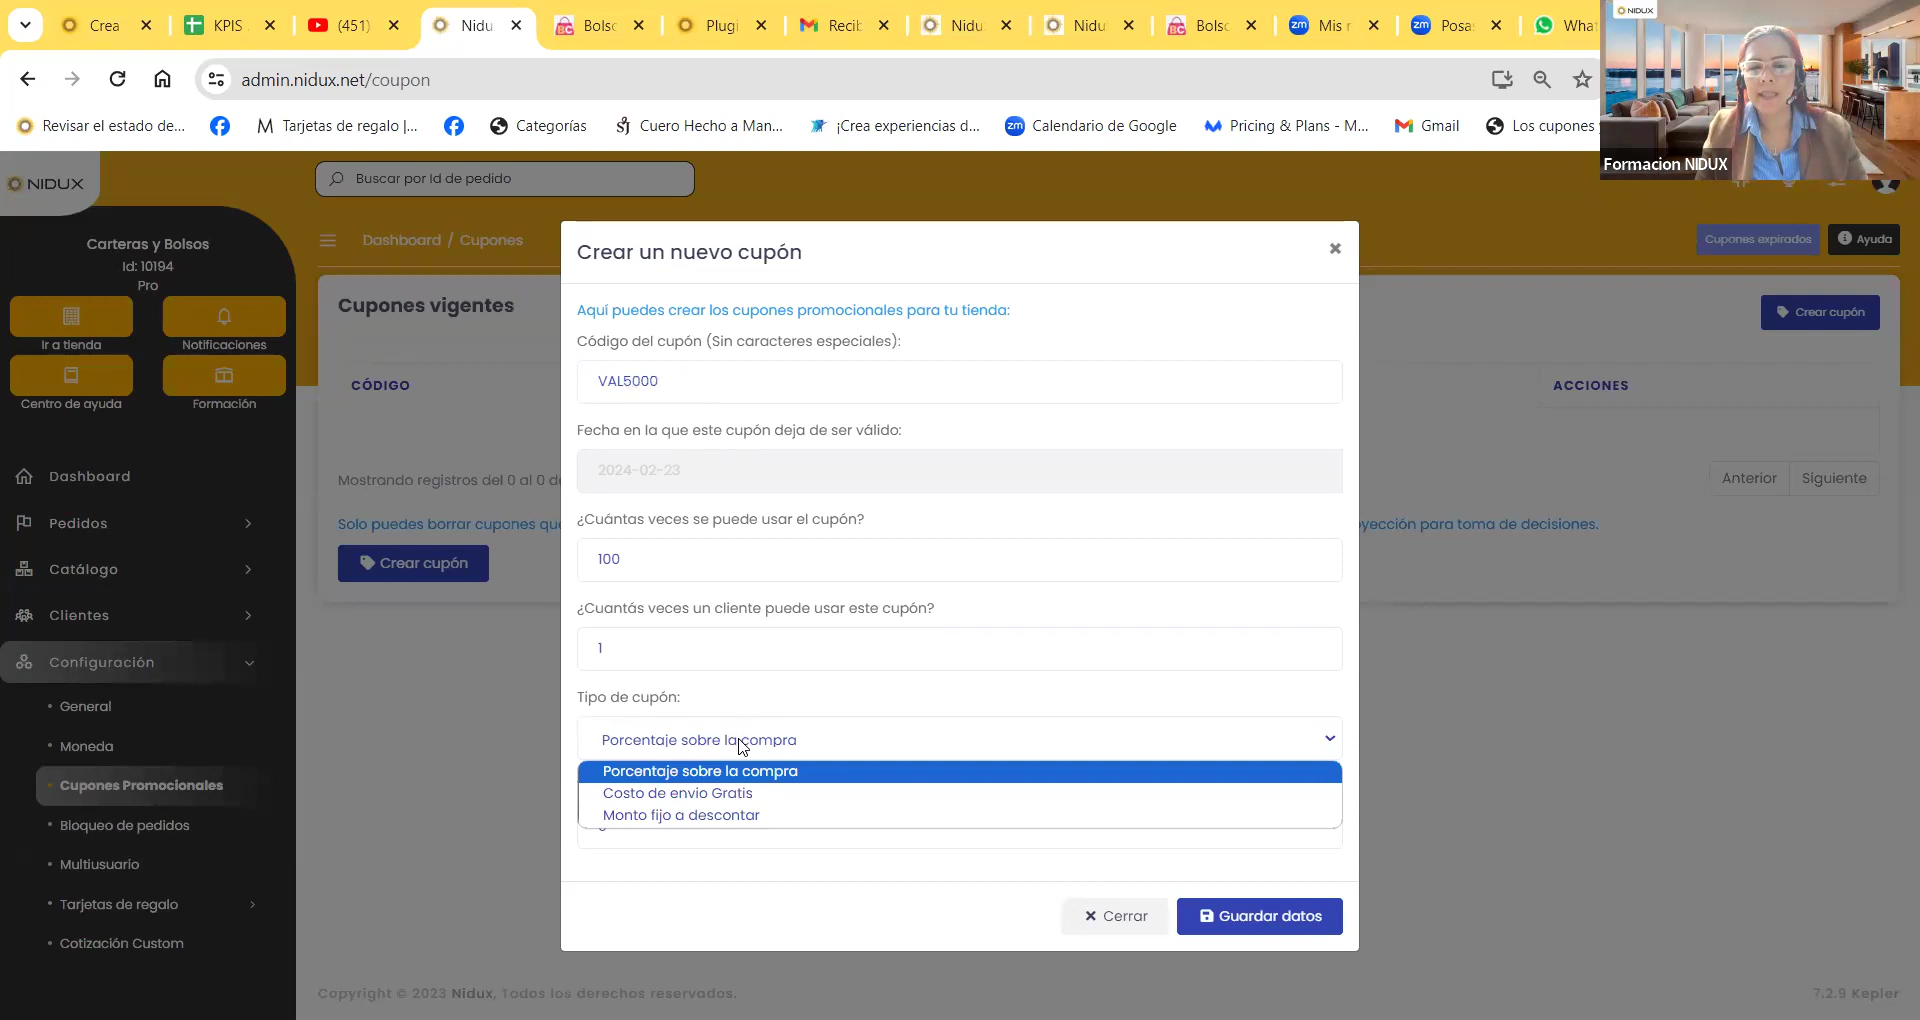 Crea
KPIS
(451)
Nidu
Bolsc
Plugi
Recib
Nidu
Nidu
Bolsc
Mis r
Posa
What
admin.nidux.net/coupon
Revisar el estado de...
Tarjetas de regalo |...
Categorías
Cuero Hecho a Man...
¡Crea experiencias d...
Calendario de Google
Pricing & Plans - M...
Gmail
Los cupones
NIDUX
Formacion NIDUX
NIDUX
Buscar por Id de pedido
Carteras y Bolsos
Id: 10194
Pro
Ir a tienda
Notificaciones
Centro de ayuda
Formación
Dashboard
Pedidos
Catálogo
Clientes
Configuración
General
Moneda
Cupones Promocionales
Bloqueo de pedidos
Multiusuario
Tarjetas de regalo
Cotización Custom
Dashboard / Cupones
Cupones expirados
Ayuda
Cupones vigentes
Crear cupón
CÓDIGO
ACCIONES
Mostrando registros del 0 al 0 de
Anterior
Siguiente
Solo puedes borrar cupones que
yección para toma de decisiones.
Crear cupón
Crear un nuevo cupón
Aquí puedes crear los cupones promocionales para tu tienda:
Código del cupón (Sin caracteres especiales):
VAL5000
Fecha en la que este cupón deja de ser válido:
2024-02-23
¿Cuántas veces se puede usar el cupón?
100
¿Cuantás veces un cliente puede usar este cupón?
1
Tipo de cupón:
Porcentaje sobre la compra
Porcentaje sobre la compra
Costo de envio Gratis
Monto fijo a descontar
Cerrar
Guardar datos
Copyright © 2023 Nidux, Todos los derechos reservados.
7.2.9 Kepler